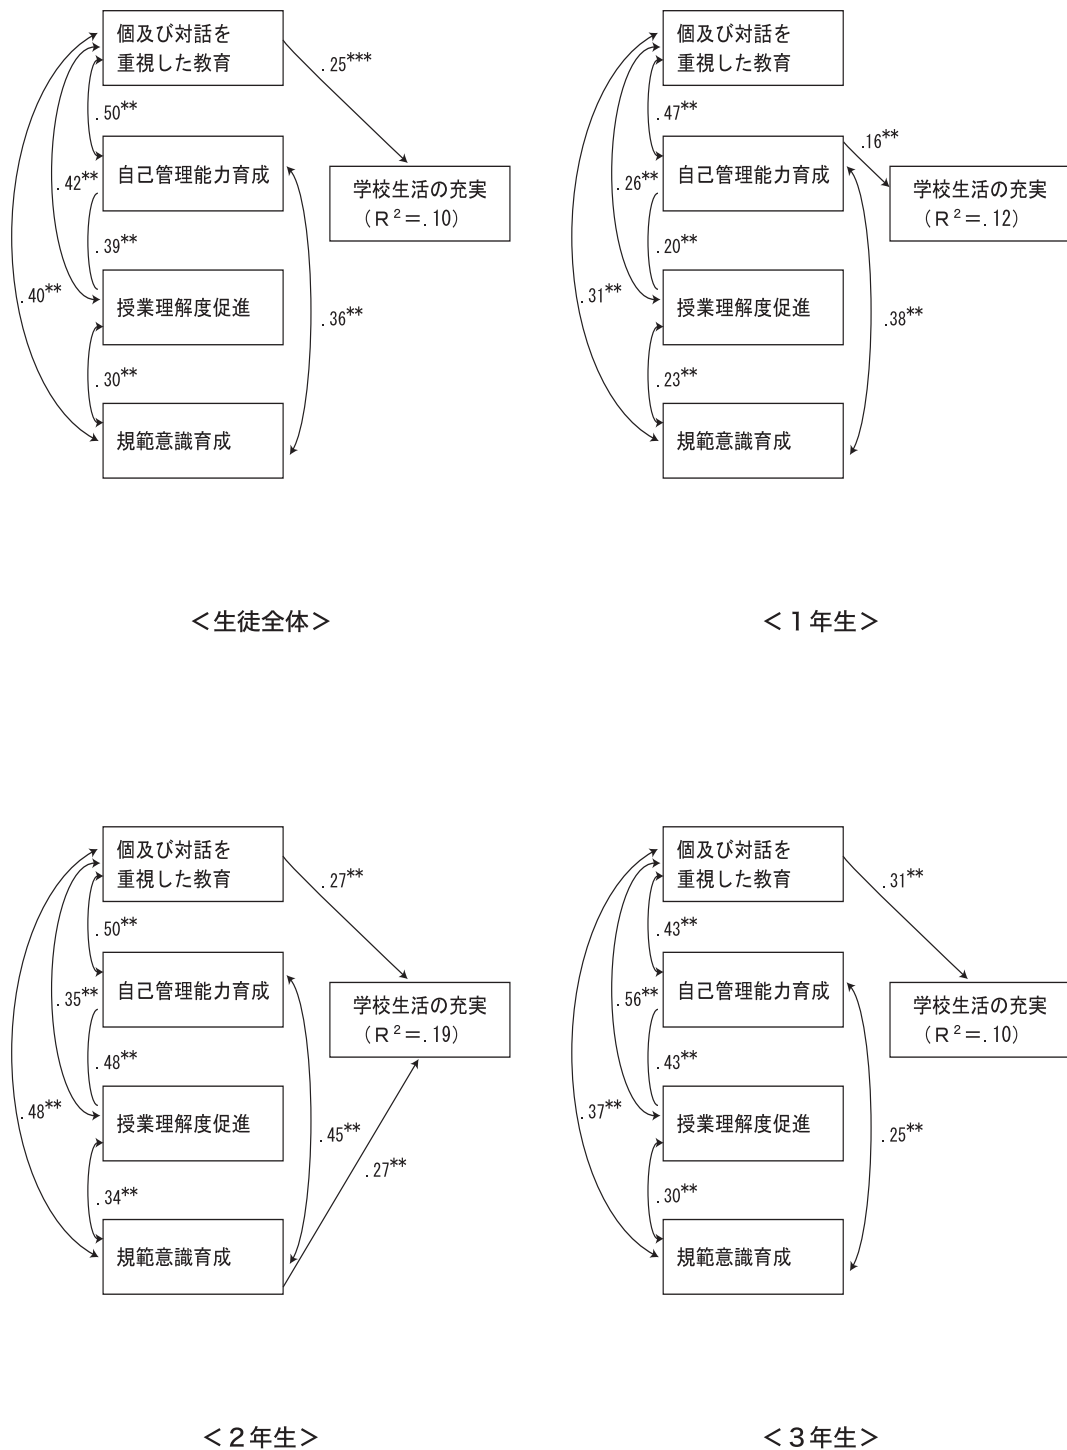 個及び対話を
重視した教育
.25***
.50**
自己管理能力育成
.42**
学校生活の充実
(R²=.10)
.39**
.40**
授業理解度促進
.36**
.30**
規範意識育成
<生徒全体>
個及び対話を
重視した教育
.47**
.16**
自己管理能力育成
.26**
学校生活の充実
(R²=.12)
.20**
.31**
授業理解度促進
.38**
.23**
規範意識育成
<1年生>
個及び対話を
重視した教育
.27**
.50**
自己管理能力育成
.35**
学校生活の充実
(R²=.19)
.48**
.48**
授業理解度促進
.45**
.27**
.34**
規範意識育成
<2年生>
個及び対話を
重視した教育
.31**
.43**
自己管理能力育成
.56**
学校生活の充実
(R²=.10)
.43**
.37**
授業理解度促進
.25**
.30**
規範意識育成
<3年生>